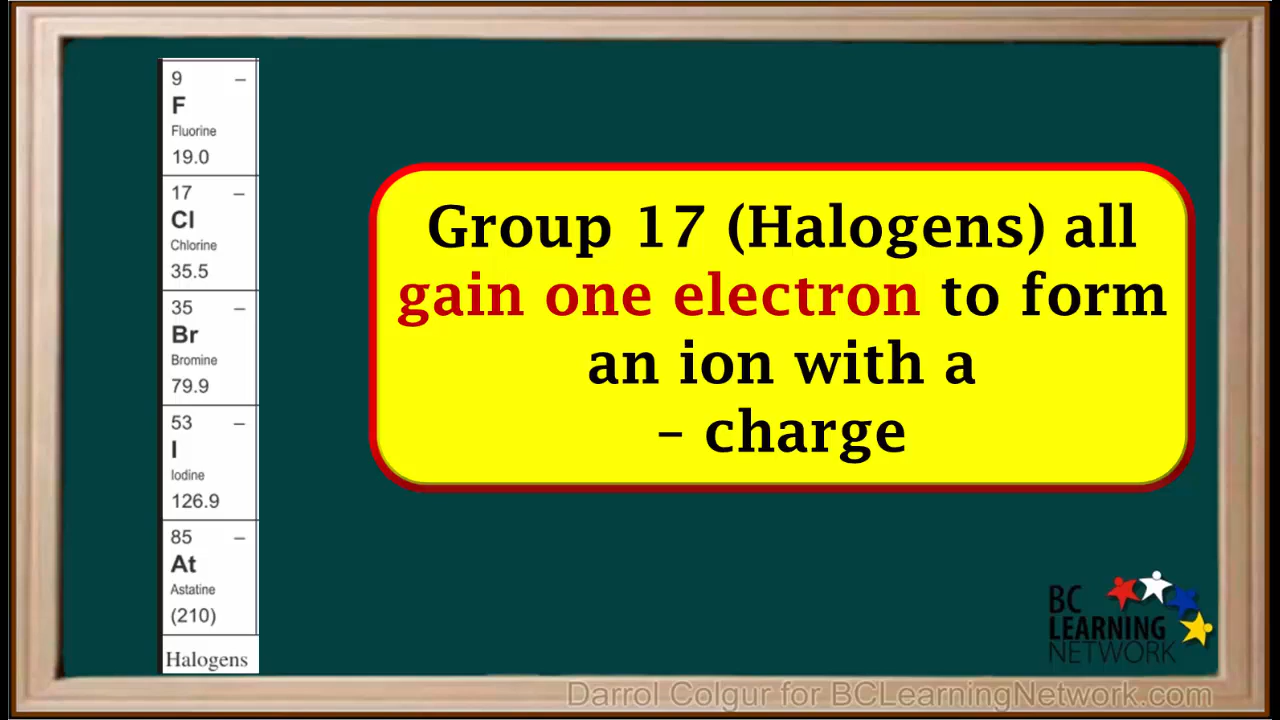 9 –
F
Fluorine
19.0
17 –
Cl
Chlorine
35.5
35 –
Br
Bromine
79.9
53 –
I
Iodine
126.9
85 –
At
Astatine
(210)
Halogens
Group 17 (Halogens) all
gain one electron to form
an ion with a
– charge
BC
LEARNING
NETWORK
Darrol Colgur for BCLearningNetwork.com